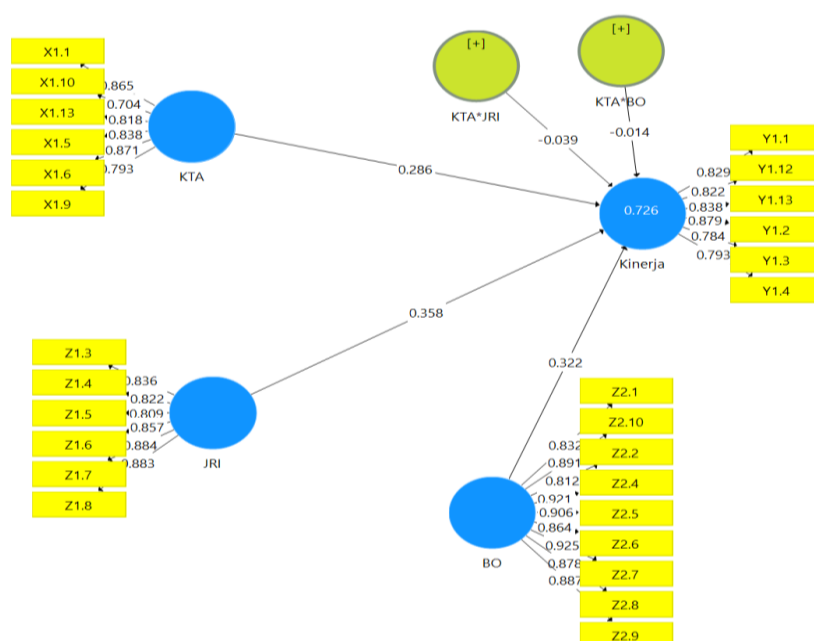 [+]
[+]
KTA*JRI
KTA*BO
-0.039
-0.014
X1.1
X1.10
X1.13
X1.5
X1.6
X1.9
0.865
0.704
0.818
0.838
0.871
0.793
KTA
0.286
Y1.1
Y1.12
Y1.13
Y1.2
Y1.3
Y1.4
0.829
0.822
0.838
0.879
0.784
0.793
0.726
Kinerja
0.358
0.322
Z1.3
Z1.4
Z1.5
Z1.6
Z1.7
Z1.8
0.836
0.822
0.809
0.857
0.884
0.883
JRI
Z2.1
Z2.10
Z2.2
Z2.4
Z2.5
Z2.6
Z2.7
Z2.8
Z2.9
0.832
0.891
0.812
0.921
0.906
0.864
0.925
0.878
0.887
BO